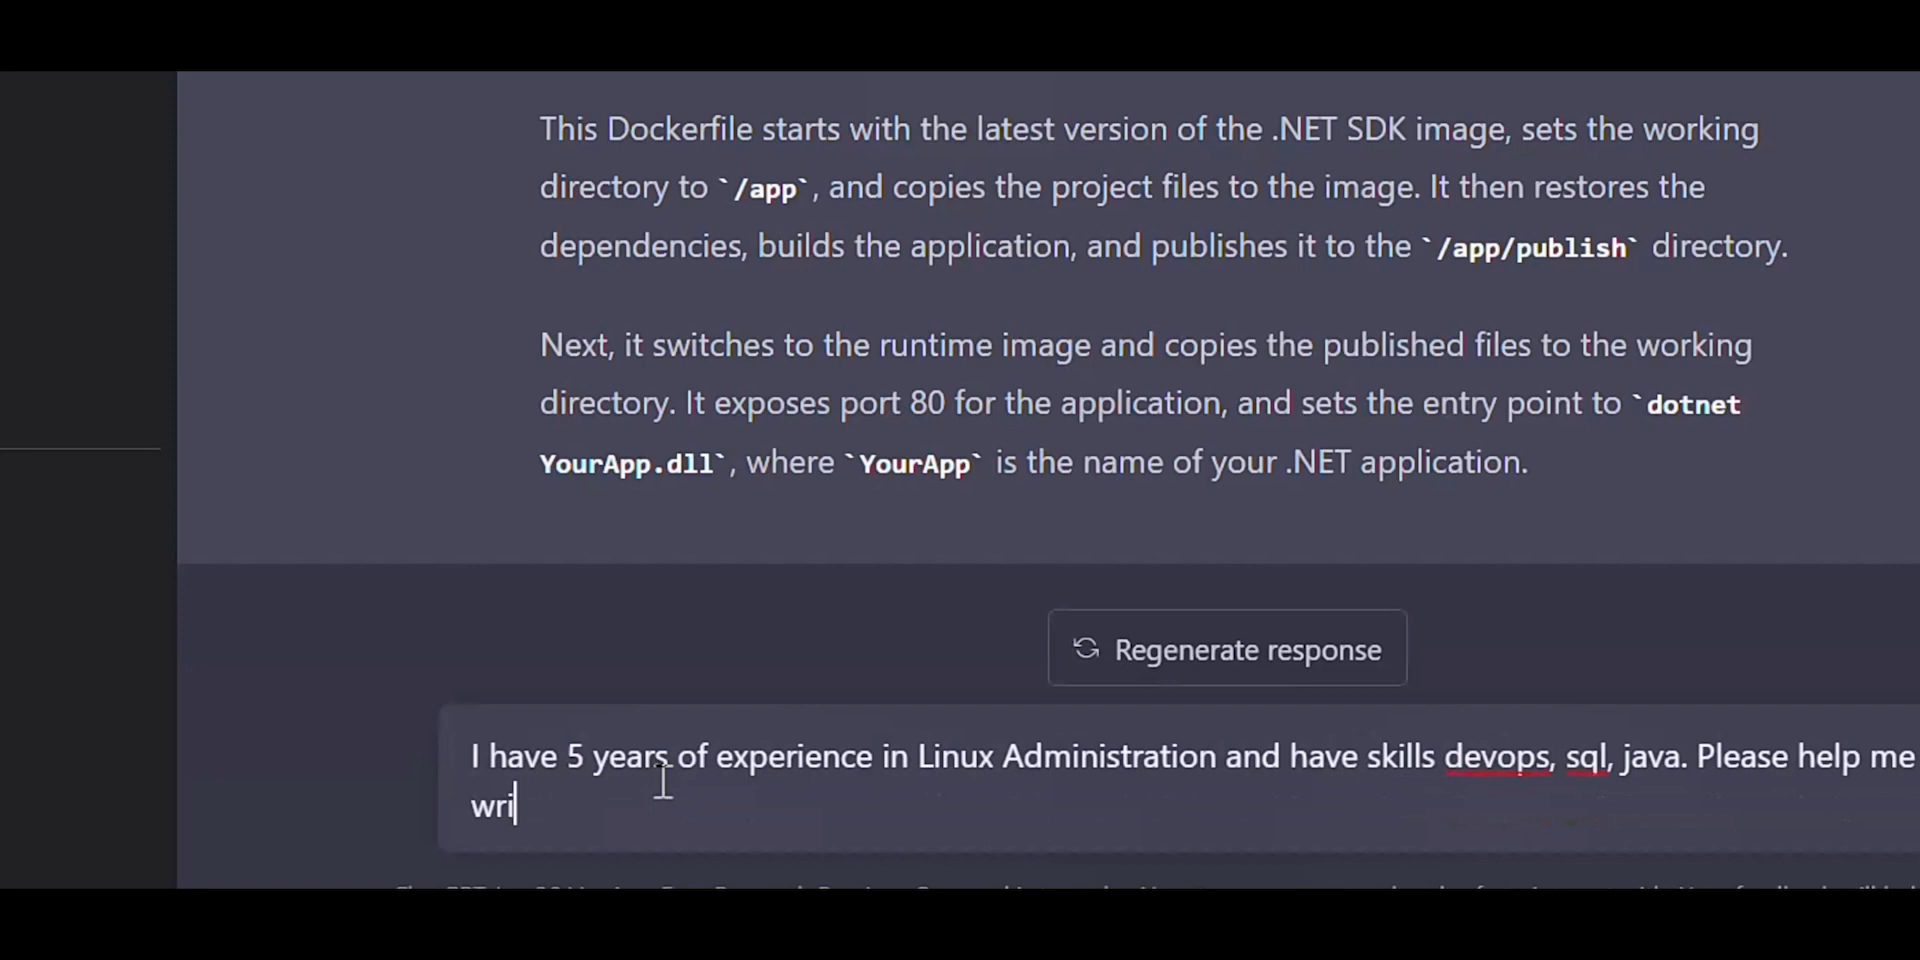 This Dockerfile starts with the latest version of the .NET SDK image, sets the working
directory to `/app`, and copies the project files to the image. It then restores the
dependencies, builds the application, and publishes it to the `/app/publish` directory.
Next, it switches to the runtime image and copies the published files to the working
directory. It exposes port 80 for the application, and sets the entry point to `dotnet
YourApp.dll`, where `YourApp` is the name of your .NET application.
Regenerate response
I have 5 years of experience in Linux Administration and have skills devops, sql, java. Please help me
wri